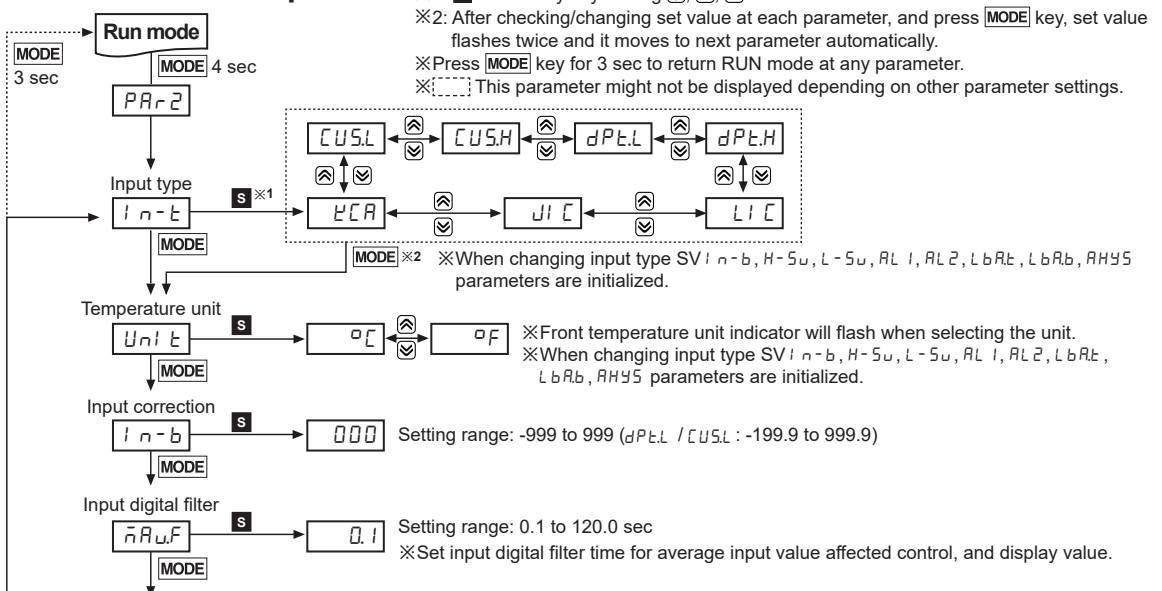 Run mode
MODE
3 sec
MODE 4 sec
PAr2
※2: After checking/changing set value at each parameter, and press MODE key, set value
flashes twice and it moves to next parameter automatically.
※Press MODE key for 3 sec to return RUN mode at any parameter.
※ This parameter might not be displayed depending on other parameter settings.
CUS.L CUS.H dPt.L dPt.H
Input type
In-t
S ※1
KCA JIC LIC
MODE
MODE ※2
※When changing input type SV In-b, H-Sv, L-Sv, AL1, AL2, LbA.t, LbA.b, AHYS
parameters are initialized.
Temperature unit
UnIt
S
°C °F
※Front temperature unit indicator will flash when selecting the unit.
※When changing input type SV In-b, H-Sv, L-Sv, AL1, AL2, LbA.t,
LbA.b, AHYS parameters are initialized.
MODE
Input correction
In-b
S
000
Setting range: -999 to 999 (dPt.L / CUS.L : -199.9 to 999.9)
MODE
Input digital filter
MAv.F
S
0.1
Setting range: 0.1 to 120.0 sec
※Set input digital filter time for average input value affected control, and display value.
MODE